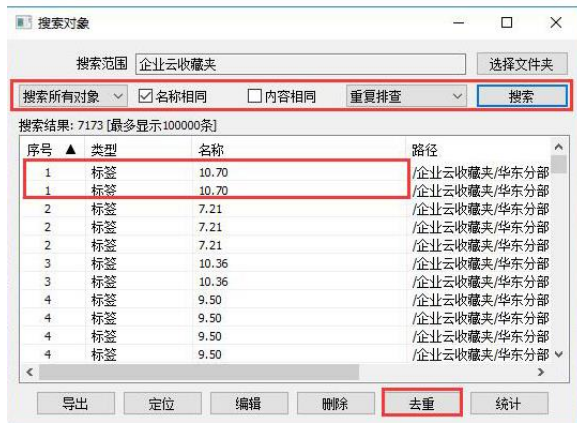 搜索对象
搜索范围 企业云收藏夹 选择文件夹
搜索所有对象 名称相同 内容相同 重复排查 搜索
搜索结果: 7173 [最多显示100000条]
序号 ▲ 类型 名称 路径
1 标签 10.70 /企业云收藏夹/华东分部
1 标签 10.70 /企业云收藏夹/华东分部
2 标签 7.21 /企业云收藏夹/华东分部
2 标签 7.21 /企业云收藏夹/华东分部
2 标签 7.21 /企业云收藏夹/华东分部
3 标签 10.36 /企业云收藏夹/华东分部
3 标签 10.36 /企业云收藏夹/华东分部
4 标签 9.50 /企业云收藏夹/华东分部
4 标签 9.50 /企业云收藏夹/华东分部
4 标签 9.50 /企业云收藏夹/华东分部
4 标签 9.50 /企业云收藏夹/华东分部
导出 定位 编辑 删除 去重 统计